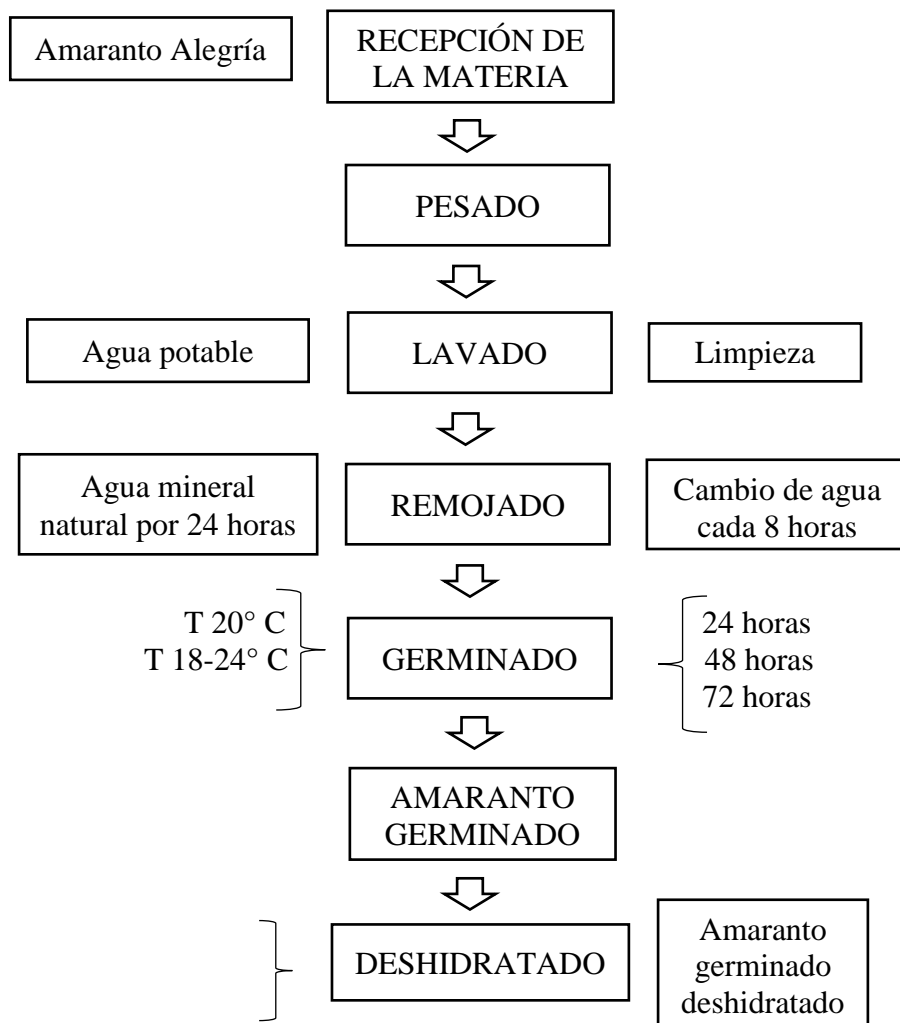 Amaranto Alegría
RECEPCIÓN DE
LA MATERIA
PESADO
Agua potable
LAVADO
Limpieza
Agua mineral
natural por 24 horas
REMOJADO
Cambio de agua
cada 8 horas
T 20° C
T 18-24° C
GERMINADO
24 horas
48 horas
72 horas
AMARANTO
GERMINADO
DESHIDRATADO
Amaranto
germinado
deshidratado